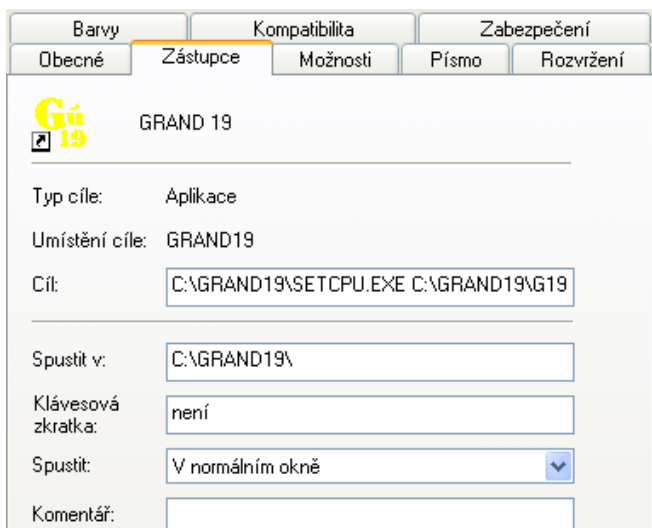 Barvy Kompatibilita Zabezpečení
Obecné Zástupce Možnosti Písmo Rozvržení
Gú
19
GRAND 19
Typ cíle: Aplikace
Umístění cíle: GRAND19
Cíl: C:\GRAND19\SETCPU.EXE C:\GRAND19\G19
Spustit v: C:\GRAND19\
Klávesová
zkratka: není
Spustit: V normálním okně
Komentář: